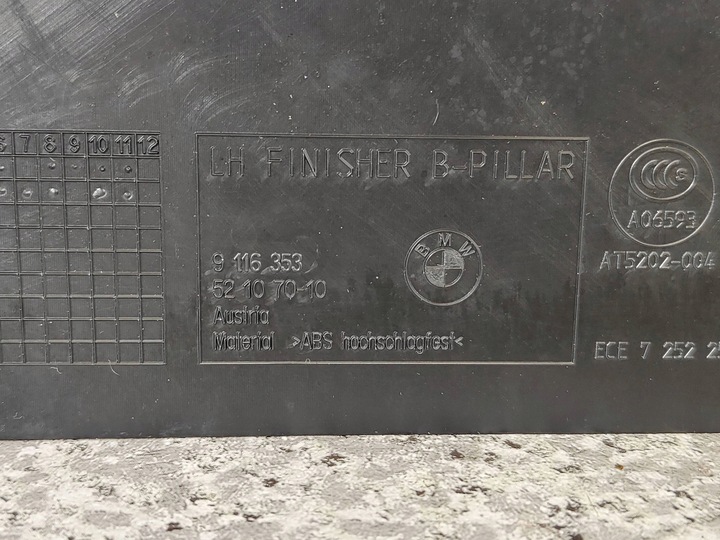 7 8 9 10 11 12
LH FINISHER B-PILLAR
9 116 353
52 10 70-10
Austria
Material >ABS hochschlagfest<
BMW
CCC
S
A06593
AT5202-004
ECE 7 252